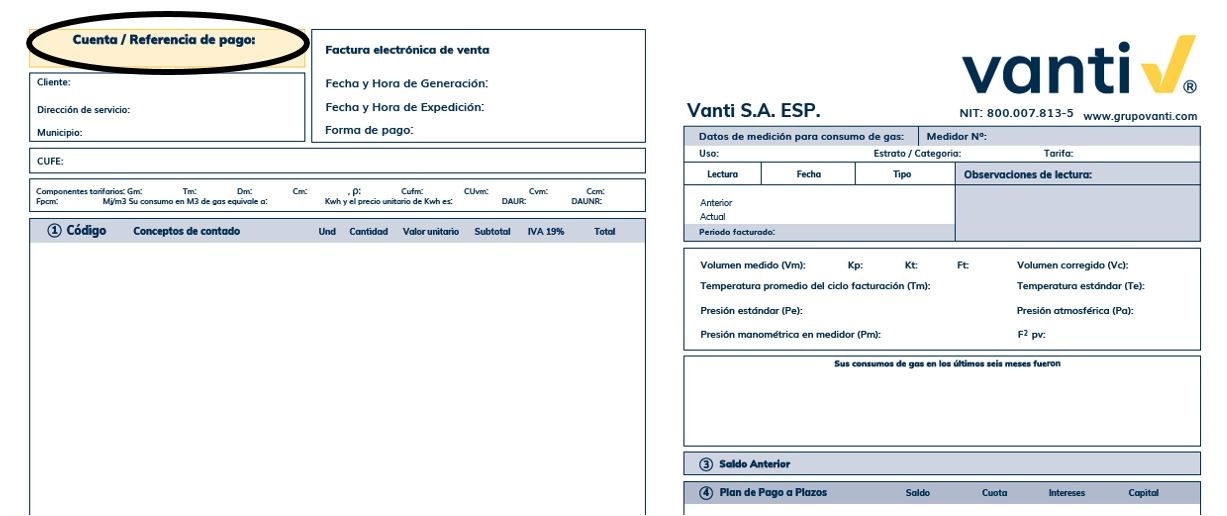 Cuenta / Referencia de pago:
Cliente:
Dirección de servicio:
Municipio:
Factura electrónica de venta
Fecha y Hora de Generación:
Fecha y Hora de Expedición:
Forma de pago:
CUFE:
Componentes tarifarios: Gm: Tm: Dm: Cm: , ρ: Cufm: CUvm: Cvm: Ccm:
Fpcm: Mj/m3 Su consumo en M3 de gas equivale a: Kwh y el precio unitario de Kwh es: DAUR: DAUNR:
1 Código Conceptos de contado Und Cantidad Valor unitario Subtotal IVA 19% Total
vanti ®
Vanti S.A. ESP. NIT: 800.007.813-5 www.grupovanti.com
Datos de medición para consumo de gas: Medidor Nº:
Uso: Estrato / Categoria: Tarifa:
Lectura Fecha Tipo Observaciones de lectura:
Anterior
Actual
Periodo facturado:
Volumen medido (Vm): Kp: Kt: Ft: Volumen corregido (Vc):
Temperatura promedio del ciclo facturación (Tm): Temperatura estándar (Te):
Presión estándar (Pe): Presión atmosférica (Pa):
Presión manométrica en medidor (Pm): F² pv:
Sus consumos de gas en los últimos seis meses fueron
3 Saldo Anterior
4 Plan de Pago a Plazos Saldo Cuota Intereses Capital